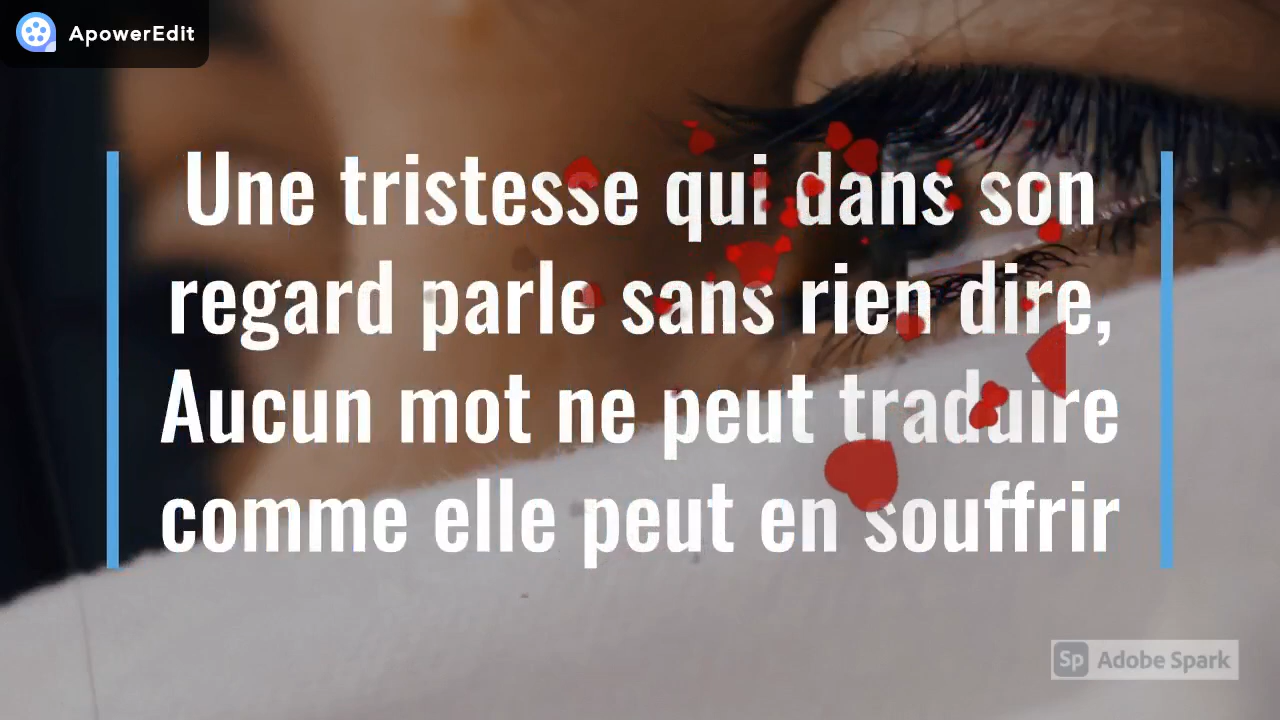 ApowerEdit
Une tristesse qui dans son
regard parle sans rien dire,
Aucun mot ne peut traduire
comme elle peut en souffrir
Sp Adobe Spark